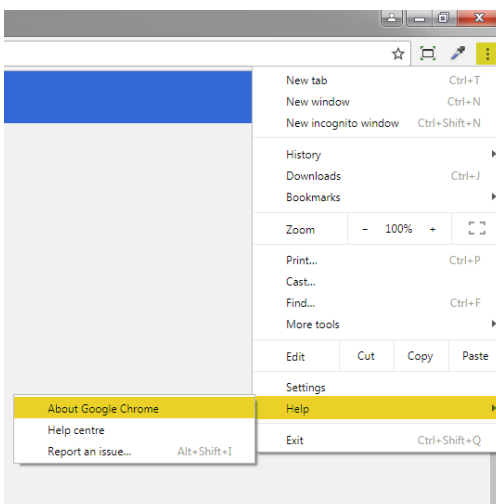 New tab Ctrl+T
New window Ctrl+N
New incognito window Ctrl+Shift+N
History
Downloads Ctrl+J
Bookmarks
Zoom - 100% +
Print... Ctrl+P
Cast...
Find... Ctrl+F
More tools
Edit Cut Copy Paste
Settings
Help
About Google Chrome
Help centre
Report an issue... Alt+Shift+I
Exit Ctrl+Shift+Q